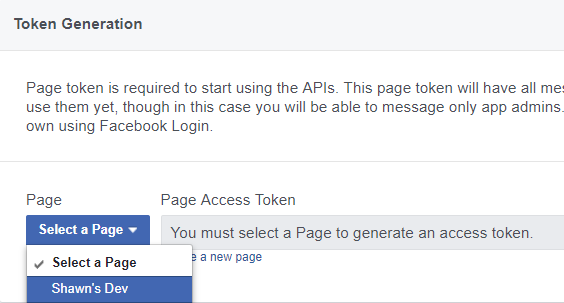 Token Generation
Page token is required to start using the APIs. This page token will have all
use them yet, though in this case you will be able to message only app admins.
own using Facebook Login.
Page
Page Access Token
Select a Page
You must select a Page to generate an access token.
a new page
Select a Page
Shawn's Dev